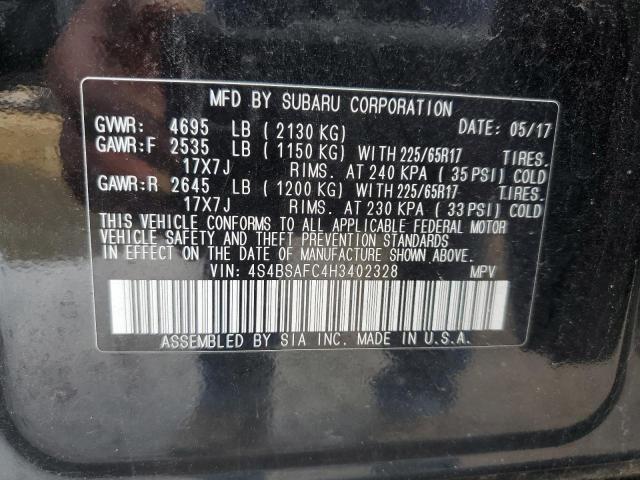 MFD BY SUBARU CORPORATION DATE: 05/17
GVWR: 4695 LB ( 2130 KG)
GAWR:F 2535 LB ( 1150 KG) WITH 225/65R17 TIRES.
17X7J RIMS. AT 240 KPA ( 35 PSI) COLD
GAWR:R 2645 LB ( 1200 KG) WITH 225/65R17 TIRES.
17X7J RIMS. AT 230 KPA ( 33 PSI) COLD
THIS VEHICLE CONFORMS TO ALL APPLICABLE FEDERAL MOTOR
VEHICLE SAFETY AND THEFT PREVENTION STANDARDS
IN EFFECT ON THE DATE OF MANUFACTURE SHOWN ABOVE.
VIN: 4S4BSAFC4H3402328 MPV
ASSEMBLED BY SIA INC. MADE IN U.S.A.